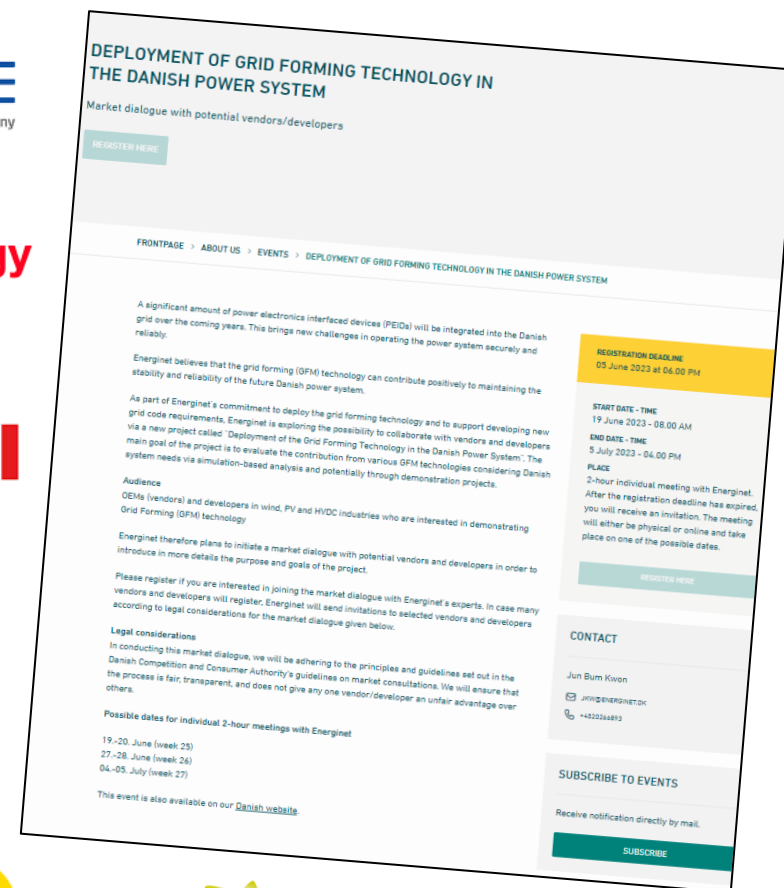 ny
gy
DEPLOYMENT OF GRID FORMING TECHNOLOGY IN
THE DANISH POWER SYSTEM
Market dialogue with potential vendors/developers
REGISTER HERE
FRONTPAGE > ABOUT US > EVENTS > DEPLOYMENT OF GRID FORMING TECHNOLOGY IN THE DANISH POWER SYSTEM
A significant amount of power electronics interfaced devices (PEIDs) will be integrated into the Danish
grid over the coming years. This brings new challenges in operating the power system securely and
reliably.
Energinet believes that the grid forming (GFM) technology can contribute positively to maintaining the
stability and reliability of the future Danish power system.
As part of Energinet's commitment to deploy the grid forming technology and to support developing new
grid code requirements, Energinet is exploring the possibility to collaborate with vendors and developers
via a new project called "Deployment of the Grid Forming Technology in the Danish Power System". The
main goal of the project is to evaluate the contribution from various GFM technologies considering Danish
system needs via simulation-based analysis and potentially through demonstration projects.
Audience
OEMs (vendors) and developers in wind, PV and HVDC industries who are interested in demonstrating
Grid Forming (GFM) technology
Energinet therefore plans to initiate a market dialogue with potential vendors and developers in order to
introduce in more details the purpose and goals of the project.
Please register if you are interested in joining the market dialogue with Energinet's experts. In case many
vendors and developers will register, Energinet will send invitations to selected vendors and developers
according to legal considerations for the market dialogue given below.
Legal considerations
In conducting this market dialogue, we will be adhering to the principles and guidelines set out in the
Danish Competition and Consumer Authority's guidelines on market consultations. We will ensure that
the process is fair, transparent, and does not give any one vendor/developer an unfair advantage over
others.
Possible dates for individual 2-hour meetings with Energinet
19.-20. June (week 25)
27.-28. June (week 26)
04.-05. July (week 27)
This event is also available on our Danish website.
REGISTRATION DEADLINE
05 June 2023 at 06.00 PM
START DATE - TIME
19 June 2023 - 08.00 AM
END DATE - TIME
5 July 2023 - 04.00 PM
PLACE
2-hour individual meeting with Energinet.
After the registration deadline has expired,
you will receive an invitation. The meeting
will either be physical or online and take
place on one of the possible dates.
REGISTER HERE
CONTACT
Jun Bum Kwon
JKW@ENERGINET.DK
+4520266893
SUBSCRIBE TO EVENTS
Receive notification directly by mail.
SUBSCRIBE